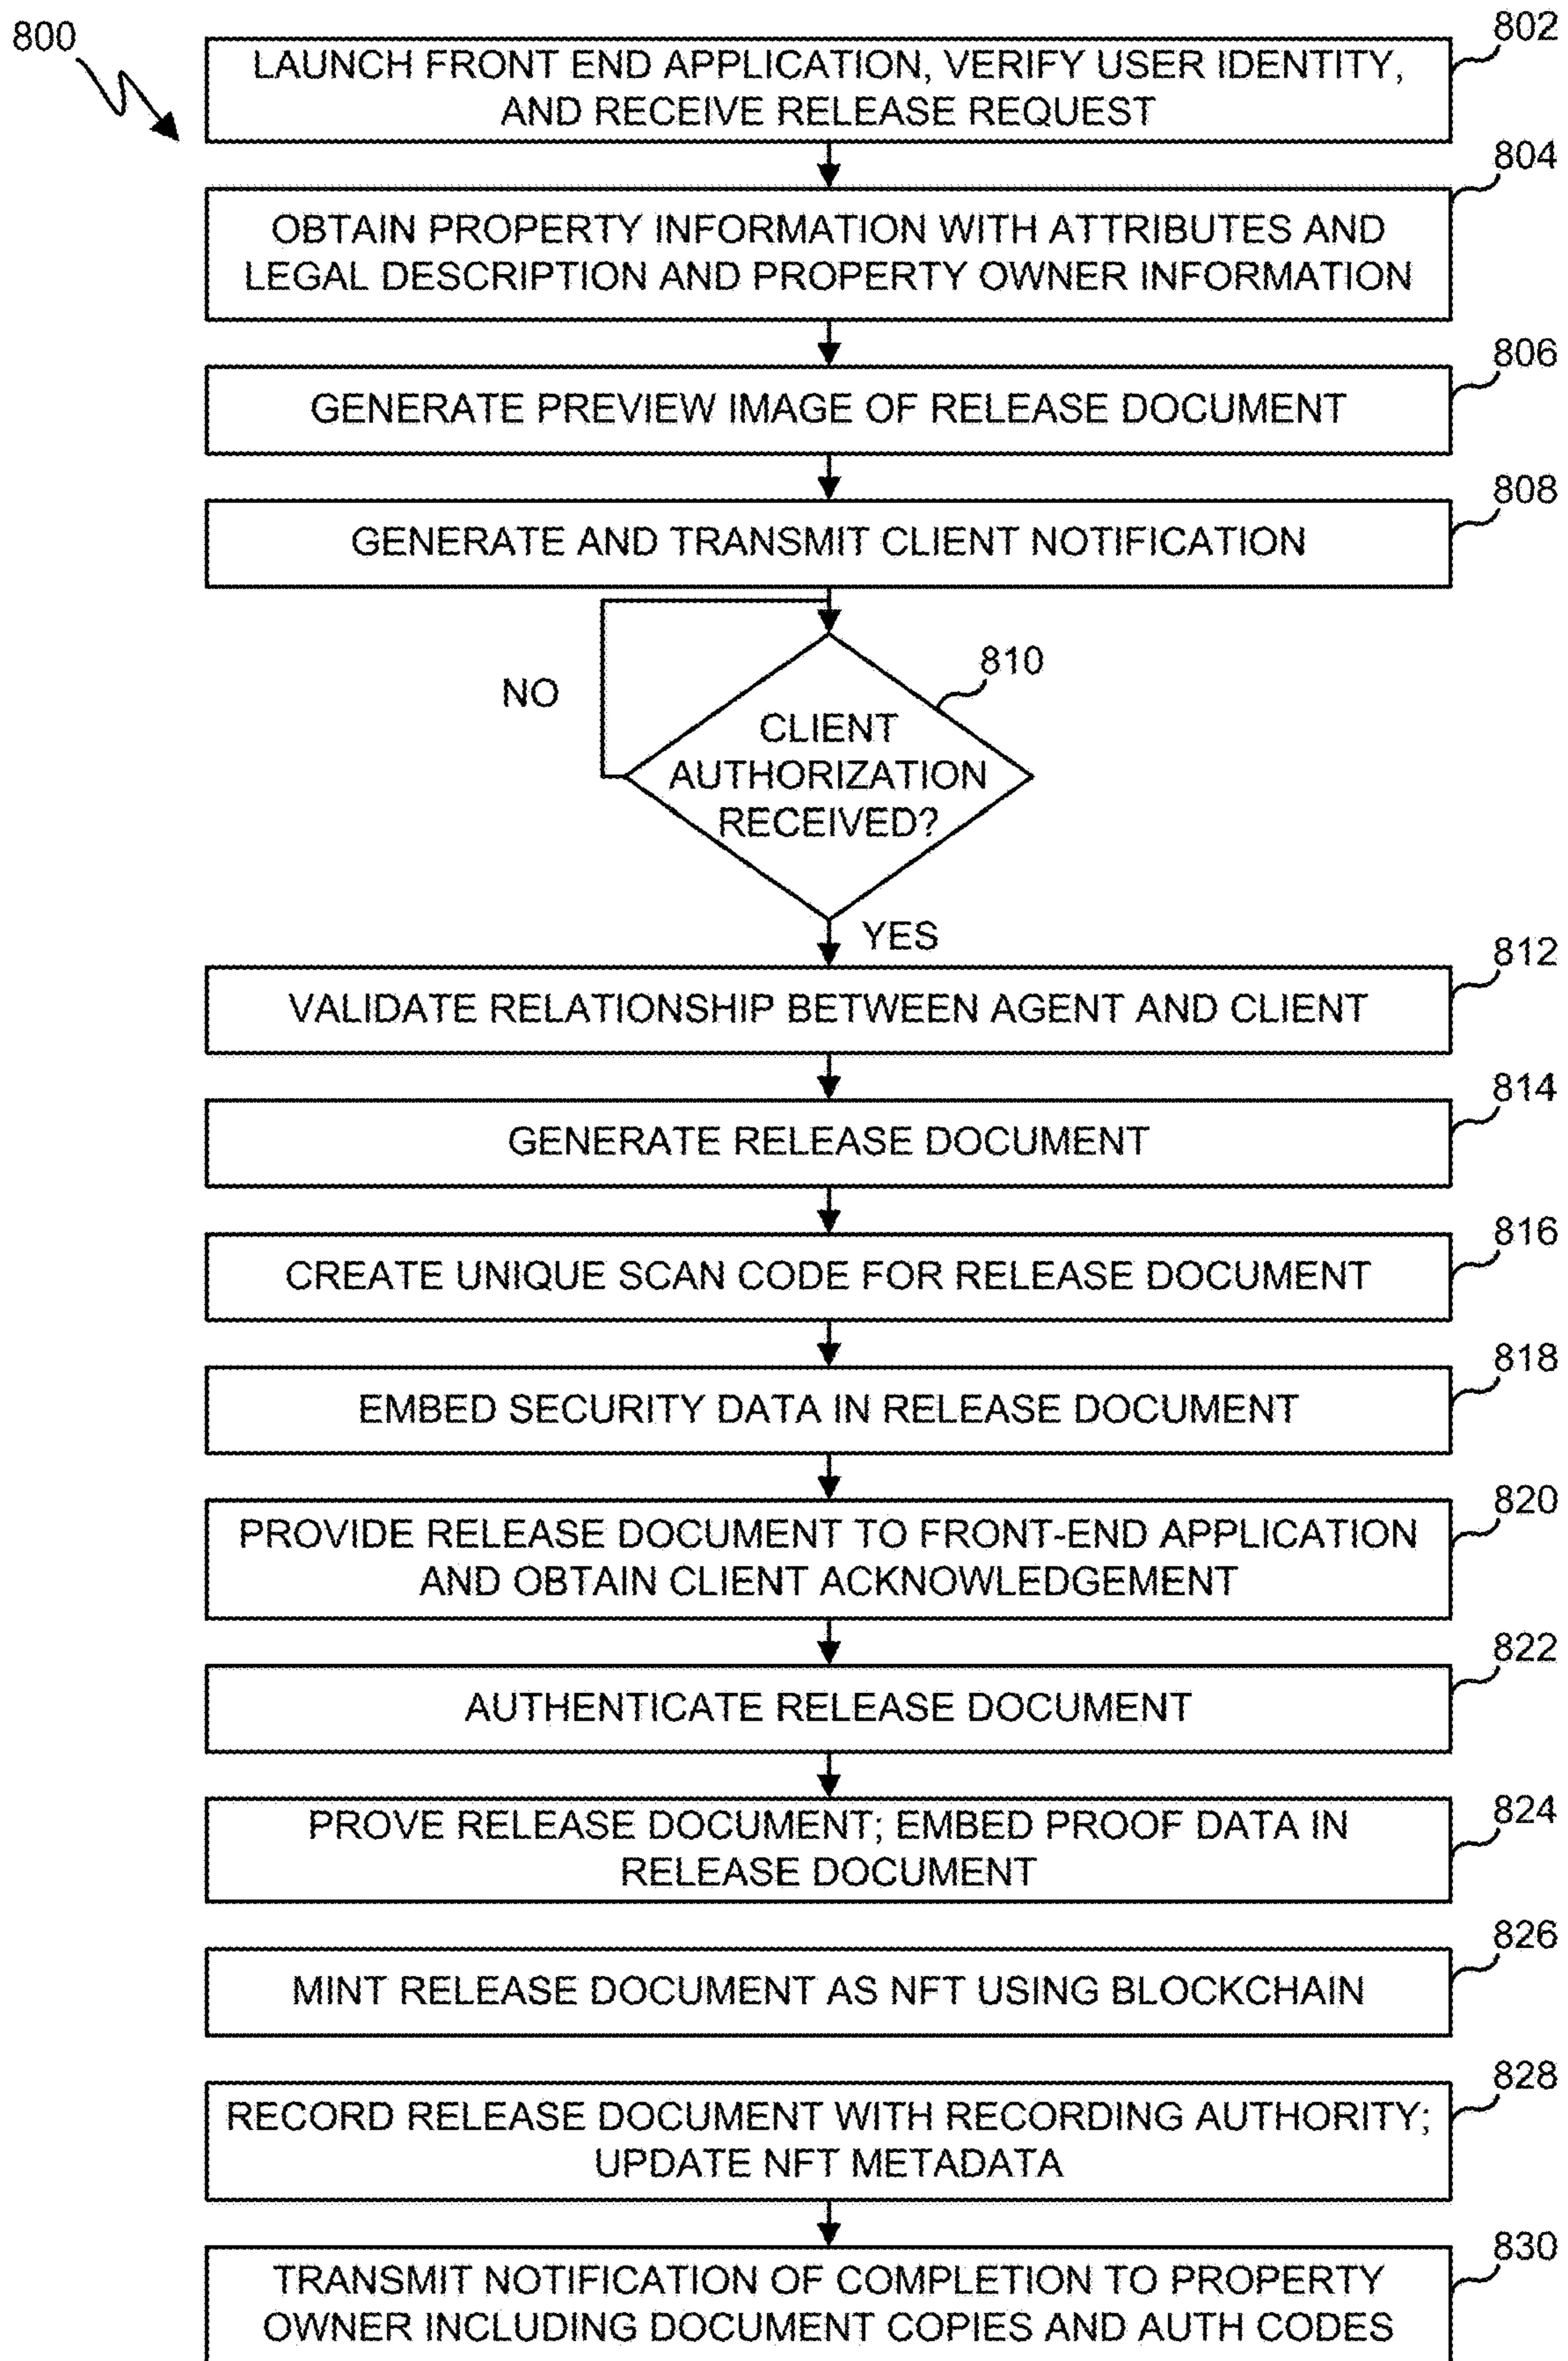 800
802
LAUNCH FRONT END APPLICATION, VERIFY USER IDENTITY,
AND RECEIVE RELEASE REQUEST
804
OBTAIN PROPERTY INFORMATION WITH ATTRIBUTES AND
LEGAL DESCRIPTION AND PROPERTY OWNER INFORMATION
806
GENERATE PREVIEW IMAGE OF RELEASE DOCUMENT
808
GENERATE AND TRANSMIT CLIENT NOTIFICATION
810
NO
CLIENT
AUTHORIZATION
RECEIVED?
YES
812
VALIDATE RELATIONSHIP BETWEEN AGENT AND CLIENT
814
GENERATE RELEASE DOCUMENT
816
CREATE UNIQUE SCAN CODE FOR RELEASE DOCUMENT
818
EMBED SECURITY DATA IN RELEASE DOCUMENT
820
PROVIDE RELEASE DOCUMENT TO FRONT-END APPLICATION
AND OBTAIN CLIENT ACKNOWLEDGEMENT
822
AUTHENTICATE RELEASE DOCUMENT
824
PROVE RELEASE DOCUMENT; EMBED PROOF DATA IN
RELEASE DOCUMENT
826
MINT RELEASE DOCUMENT AS NFT USING BLOCKCHAIN
828
RECORD RELEASE DOCUMENT WITH RECORDING AUTHORITY;
UPDATE NFT METADATA
830
TRANSMIT NOTIFICATION OF COMPLETION TO PROPERTY
OWNER INCLUDING DOCUMENT COPIES AND AUTH CODES